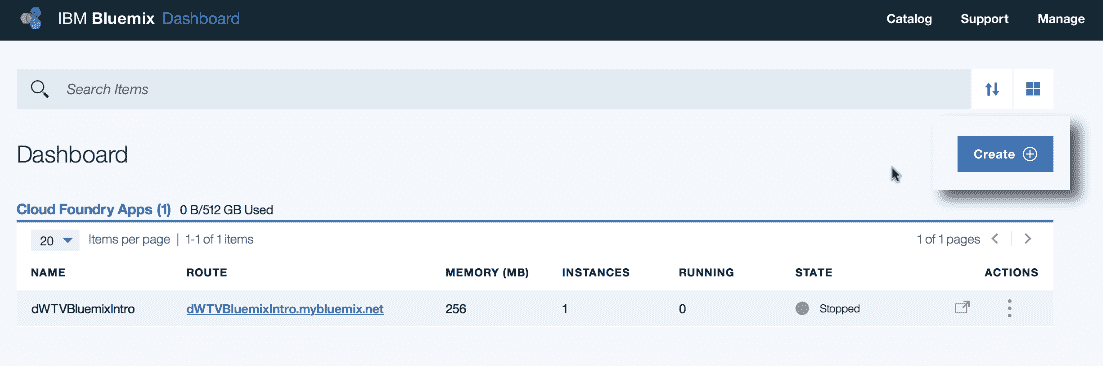 IBM Bluemix Dashboard Catalog Support Manage
Search Items
Dashboard
Create
Cloud Foundry Apps (1) 0 B/512 GB Used
20 Items per page | 1-1 of 1 items 1 of 1 pages
NAME ROUTE MEMORY (MB) INSTANCES RUNNING STATE ACTIONS
dWTVBluemixIntro dWTVBluemixIntro.mybluemix.net 256 1 0 Stopped